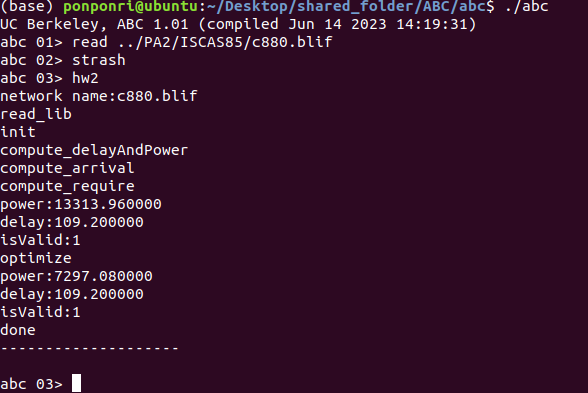 (base) ponponri@ubuntu:~/Desktop/shared_folder/ABC/abc$ ./abc
UC Berkeley, ABC 1.01 (compiled Jun 14 2023 14:19:31)
abc 01> read ../PA2/ISCAS85/c880.blif
abc 02> strash
abc 03> hw2
network name:c880.blif
read_lib
init
compute_delayAndPower
compute_arrival
compute_require
power:13313.960000
delay:109.200000
isValid:1
optimize
power:7297.080000
delay:109.200000
isValid:1
done
--------------------
abc 03>